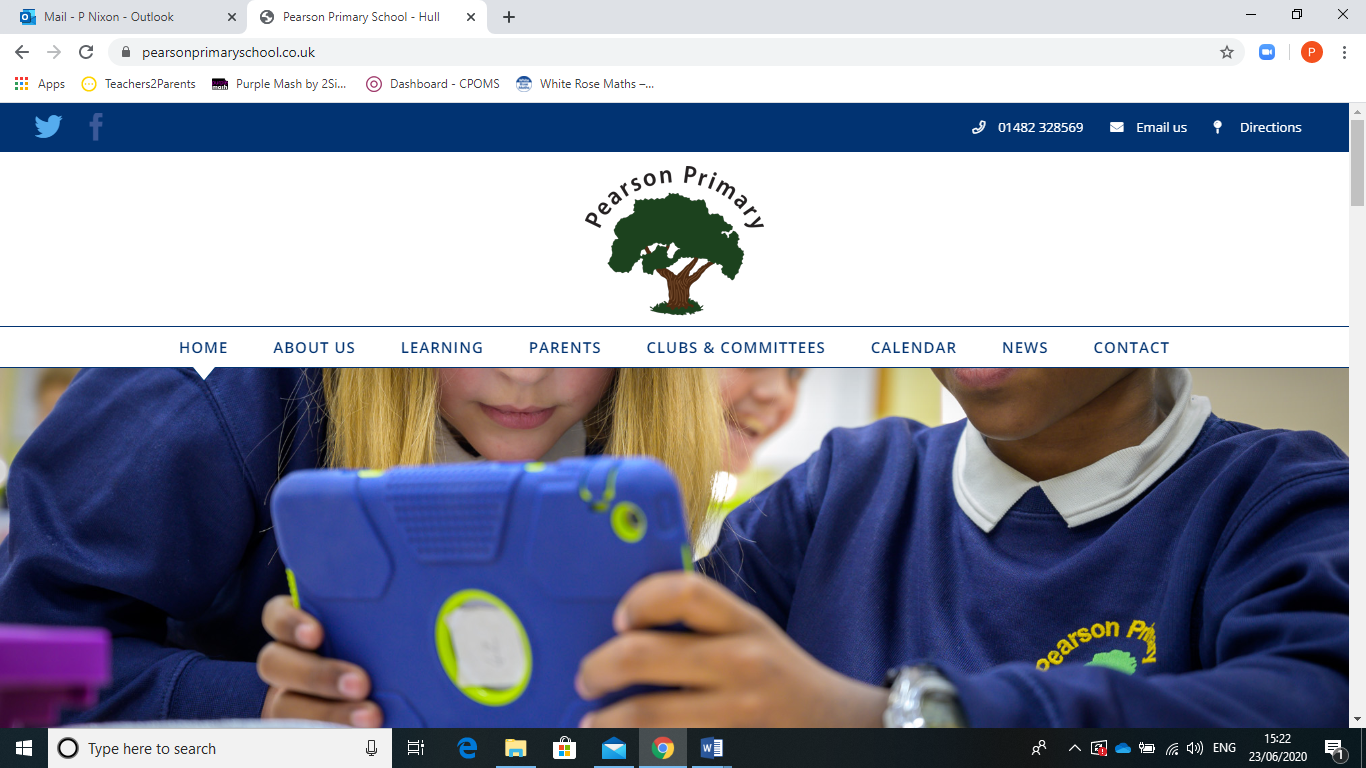 Mail - P Nixon - Outlook
Pearson Primary School - Hull
pearsonprimaryschool.co.uk
P
Apps
Teachers2Parents
Purple Mash by 2Si...
Dashboard - CPOMS
White Rose Maths –...
01482 328569
Email us
Directions
Pearson Primary
HOME
ABOUT US
LEARNING
PARENTS
CLUBS & COMMITTEES
CALENDAR
NEWS
CONTACT
Pearson Primary
Type here to search
ENG
15:22
23/06/2020
1